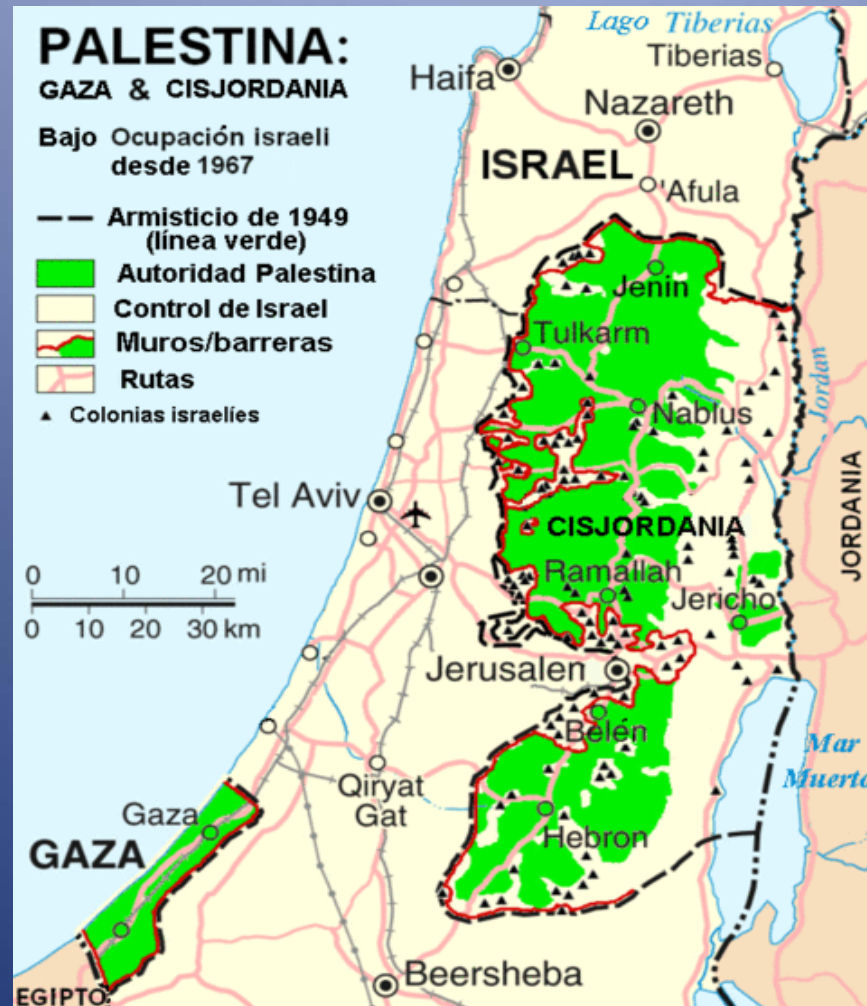 PALESTINA:
GAZA & CISJORDANIA
Bajo Ocupación israeli
desde 1967
Armisticio de 1949
(línea verde)
Autoridad Palestina
Control de Israel
Muros/barreras
Rutas
Colonias israelíes
Lago Tiberias
Tiberias
Haifa
Nazareth
ISRAEL
'Afula
Jenin
Tulkarm
Nablus
Jordan
JORDANIA
Tel Aviv
CISJORDANIA
Ramallah
Jericho
0 10 20 mi
0 10 20 30 km
Jerusalen
Belén
Mar
Muerto
Qiryat
Gat
Gaza
GAZA
Hebron
Beersheba
EGIPTO